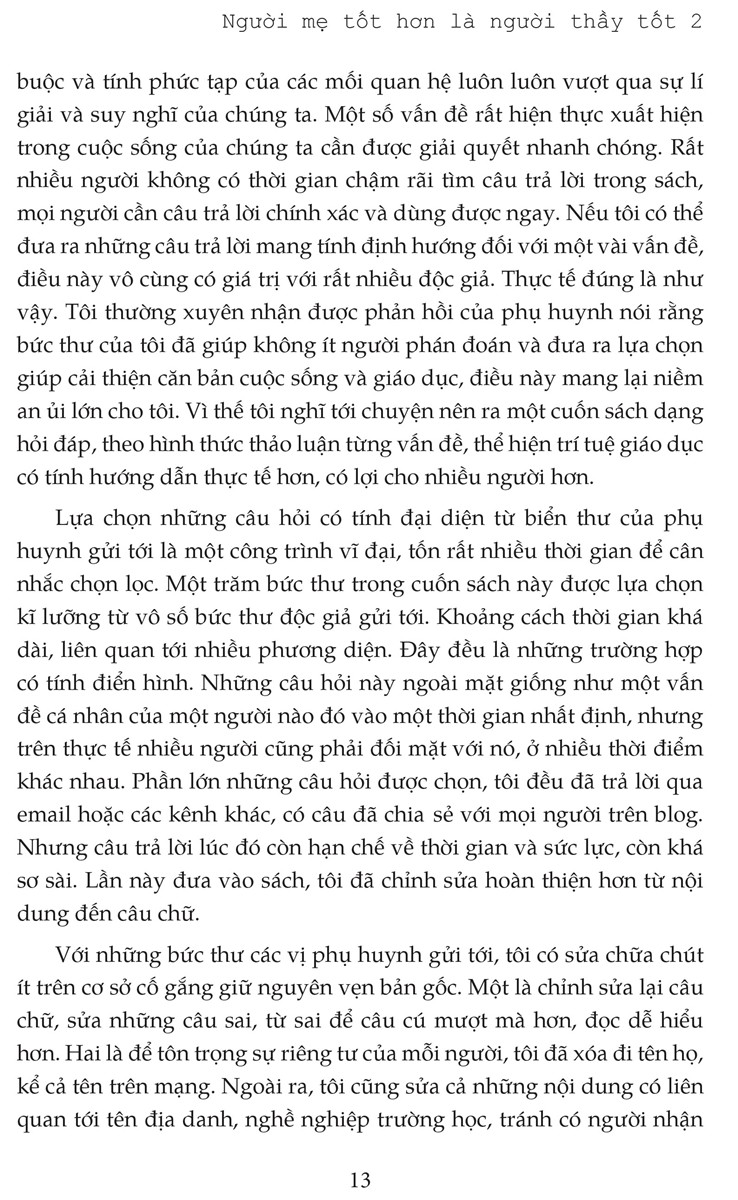 Người mẹ tốt hơn là người thầy tốt 2
buộc và tính phức tạp của các mối quan hệ luôn luôn vượt qua sự lí
giải và suy nghĩ của chúng ta. Một số vấn đề rất hiện thực xuất hiện
trong cuộc sống của chúng ta cần được giải quyết nhanh chóng. Rất
nhiều người không có thời gian chậm rãi tìm câu trả lời trong sách,
mọi người cần câu trả lời chính xác và dùng được ngay. Nếu tôi có thể
đưa ra những câu trả lời mang tính định hướng đối với một vài vấn đề,
điều này vô cùng có giá trị với rất nhiều độc giả. Thực tế đúng là như
vậy. Tôi thường xuyên nhận được phản hồi của phụ huynh nói rằng
bức thư của tôi đã giúp không ít người phán đoán và đưa ra lựa chọn
giúp cải thiện căn bản cuộc sống và giáo dục, điều này mang lại niềm
an ủi lớn cho tôi. Vì thế tôi nghĩ tới chuyện nên ra một cuốn sách dạng
hỏi đáp, theo hình thức thảo luận từng vấn đề, thể hiện trí tuệ giáo dục
có tính hướng dẫn thực tế hơn, có lợi cho nhiều người hơn.
Lựa chọn những câu hỏi có tính đại diện từ biển thư của phụ
huynh gửi tới là một công trình vĩ đại, tốn rất nhiều thời gian để cân
nhắc chọn lọc. Một trăm bức thư trong cuốn sách này được lựa chọn
kĩ lưỡng từ vô số bức thư độc giả gửi tới. Khoảng cách thời gian khá
dài, liên quan tới nhiều phương diện. Đây đều là những trường hợp
có tính điển hình. Những câu hỏi này ngoài mặt giống như một vấn
đề cá nhân của một người nào đó vào một thời gian nhất định, nhưng
trên thực tế nhiều người cũng phải đối mặt với nó, ở nhiều thời điểm
khác nhau. Phần lớn những câu hỏi được chọn, tôi đều đã trả lời qua
email hoặc các kênh khác, có câu đã chia sẻ với mọi người trên blog.
Nhưng câu trả lời lúc đó còn hạn chế về thời gian và sức lực, còn khá
sơ sài. Lần này đưa vào sách, tôi đã chỉnh sửa hoàn thiện hơn từ nội
dung đến câu chữ.
Với những bức thư các vị phụ huynh gửi tới, tôi có sửa chữa chút
ít trên cơ sở cố gắng giữ nguyên vẹn bản gốc. Một là chỉnh sửa lại câu
chữ, sửa những câu sai, từ sai để câu cú mượt mà hơn, đọc dễ hiểu
hơn. Hai là để tôn trọng sự riêng tư của mỗi người, tôi đã xóa đi tên họ,
kể cả tên trên mạng. Ngoài ra, tôi cũng sửa cả những nội dung có liên
quan tới tên địa danh, nghề nghiệp trường học, tránh có người nhận
13